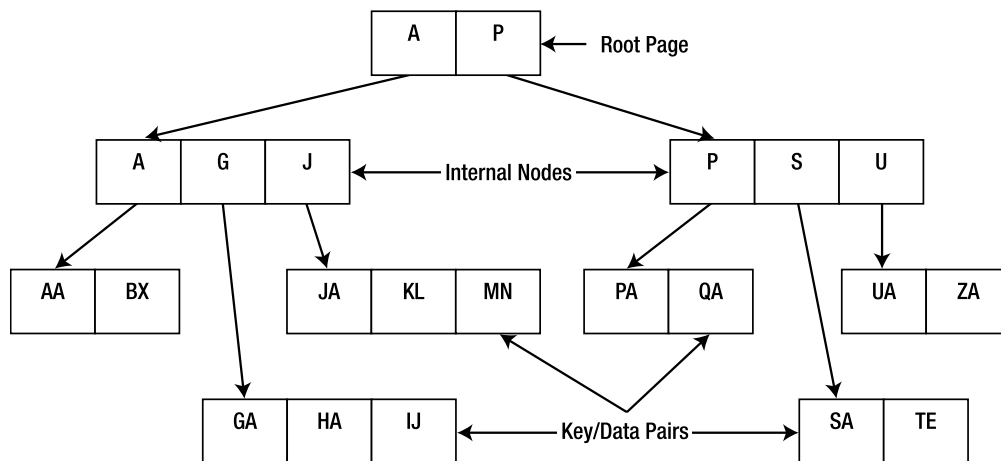 A P
Root Page
A G J
Internal Nodes
P S U
AA BX
JA KL MN
PA QA
UA ZA
GA HA IJ
Key/Data Pairs
SA TE